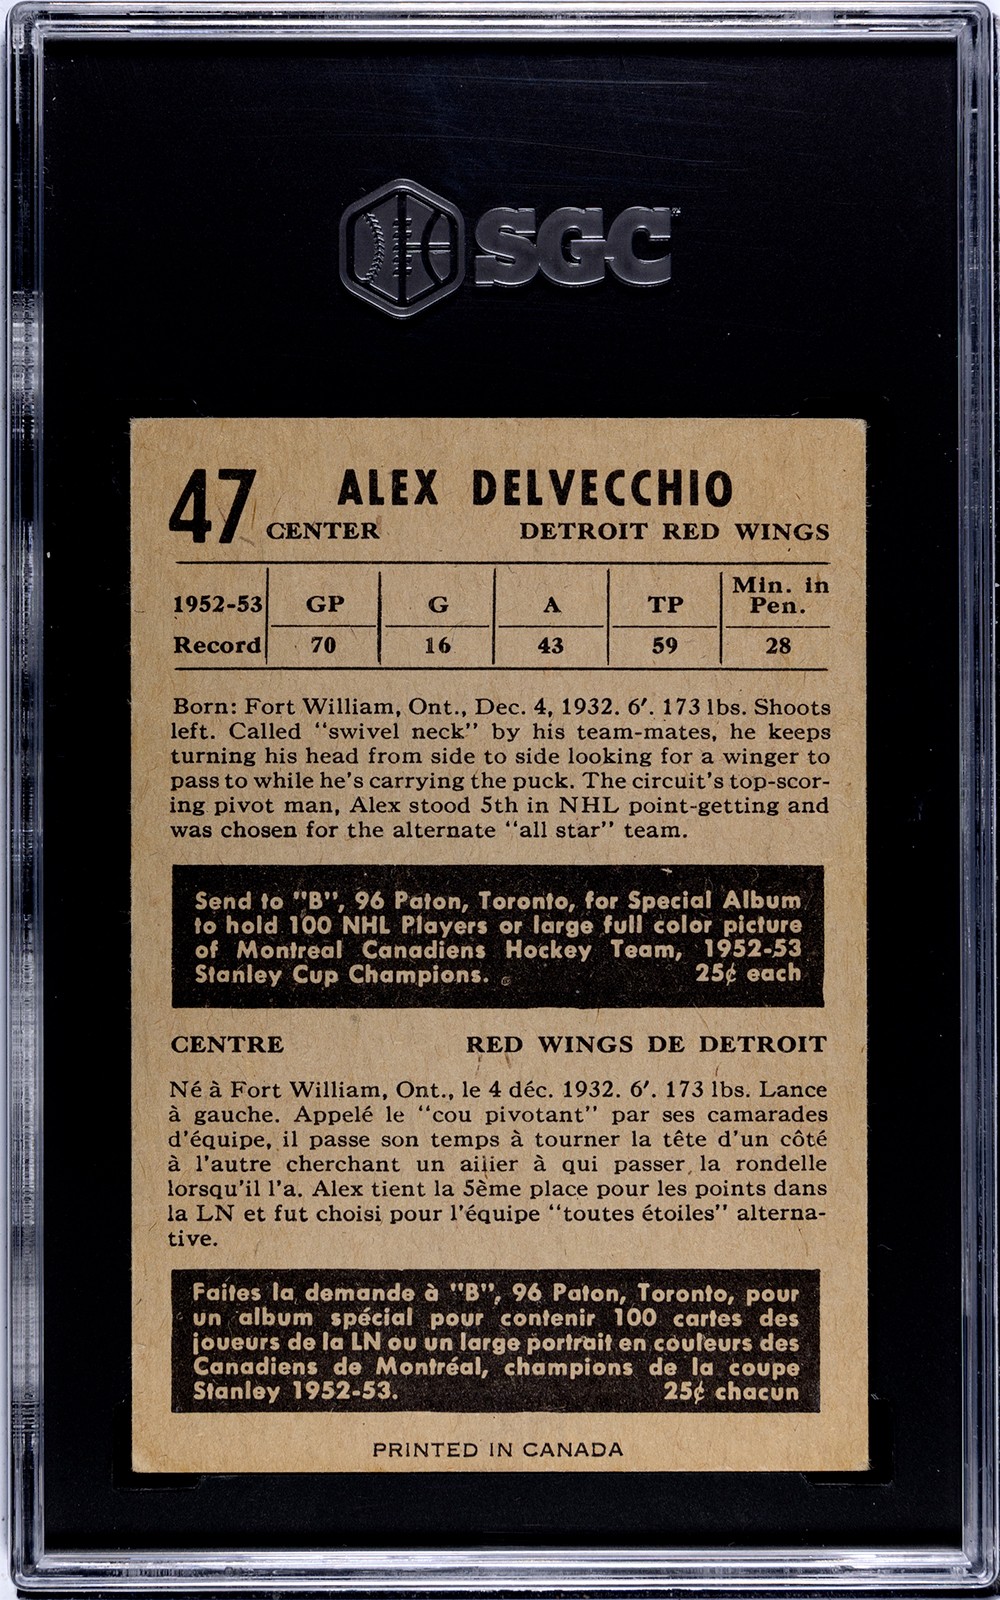 SGC
47 ALEX DELVECCHIO
CENTER DETROIT RED WINGS
1952-53 GP G A TP Min. in Pen.
Record 70 16 43 59 28
Born: Fort William, Ont., Dec. 4, 1932. 6′. 173 lbs. Shoots
left. Called "swivel neck" by his team-mates, he keeps
turning his head from side to side looking for a winger to
pass to while he's carrying the puck. The circuit's top-scor-
ing pivot man, Alex stood 5th in NHL point-getting and
was chosen for the alternate "all star" team.
Send to "B", 96 Paton, Toronto, for Special Album
to hold 100 NHL Players or large full color picture
of Montreal Canadiens Hockey Team, 1952-53
Stanley Cup Champions. 25¢ each
CENTRE RED WINGS DE DETROIT
Né à Fort William, Ont., le 4 déc. 1932. 6′. 173 lbs. Lance
à gauche. Appelé le "cou pivotant" par ses camarades
d'équipe, il passe son temps à tourner la tête d'un côté
à l'autre cherchant un ailier à qui passer la rondelle
lorsqu'il l'a. Alex tient la 5ème place pour les points dans
la LN et fut choisi pour l'équipe "toutes étoiles" alterna-
tive.
Faites la demande à "B", 96 Paton, Toronto, pour
un album spécial pour contenir 100 cartes des
joueurs de la LN ou un large portrait en couleurs des
Canadiens de Montréal, champions de la coupe
Stanley 1952-53. 25¢ chacun
PRINTED IN CANADA